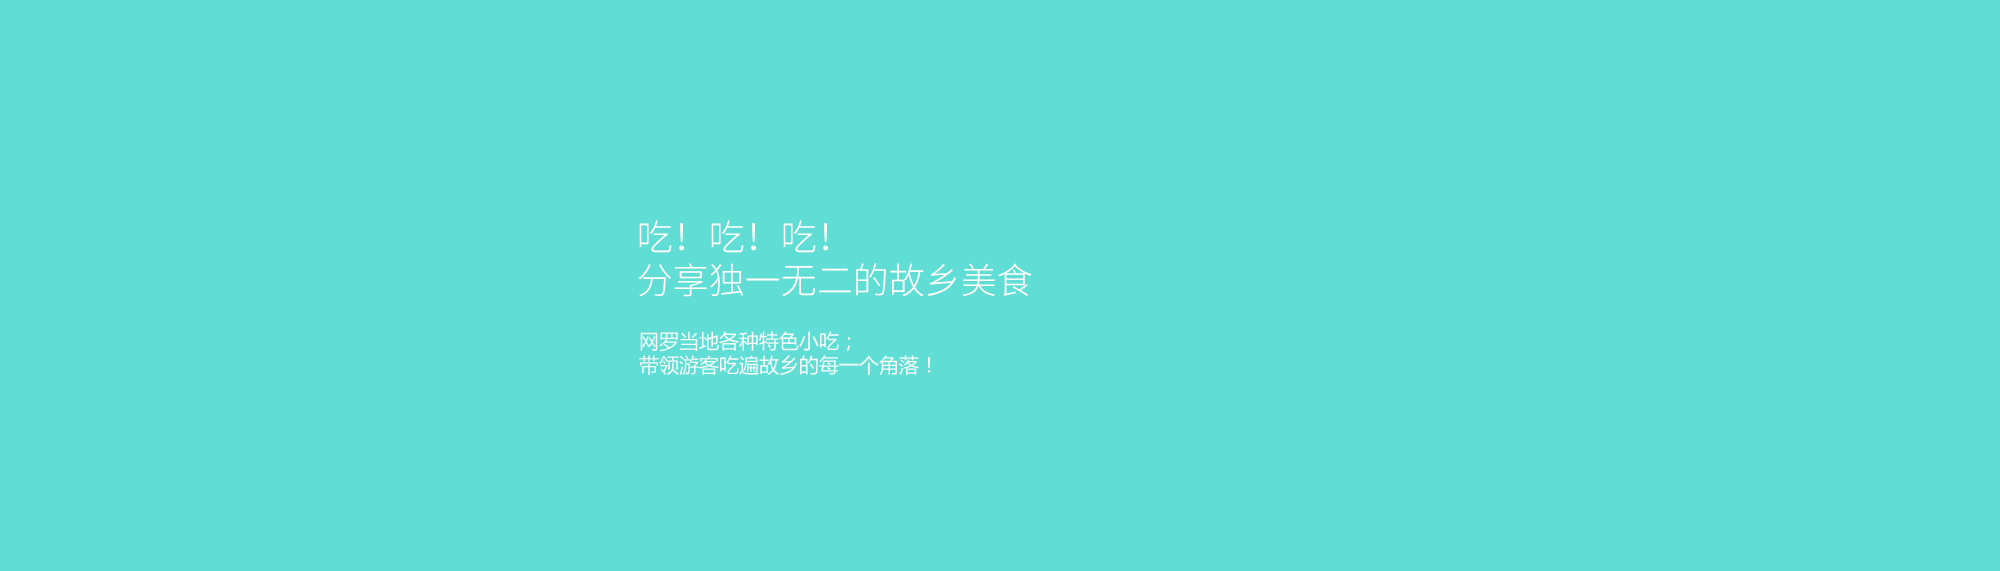 吃！吃！吃！
分享独一无二的故乡美食
网罗当地各种特色小吃；
带领游客吃遍故乡的每一个角落！